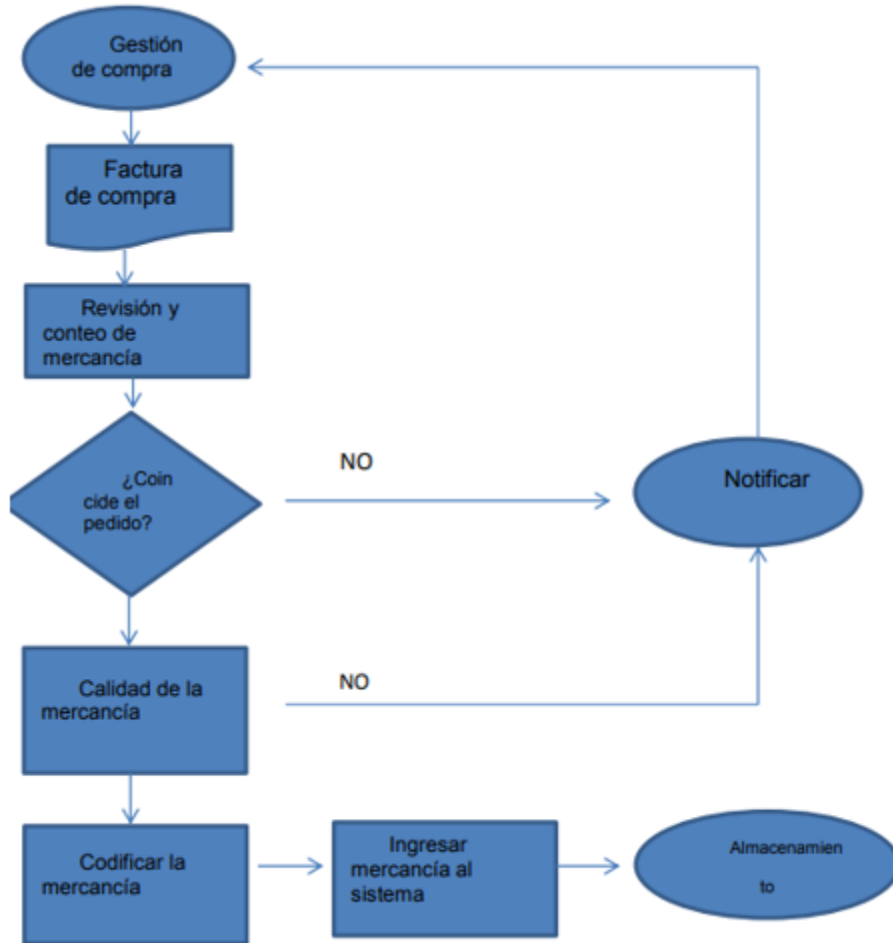 Gestión
de compra
Factura
de compra
Revisión y
conteo de
mercancía
¿Coin
cide el
pedido?
NO
Notificar
Calidad de la
mercancía
NO
Codificar la
mercancía
Ingresar
mercancía al
sistema
Almacenamien
to